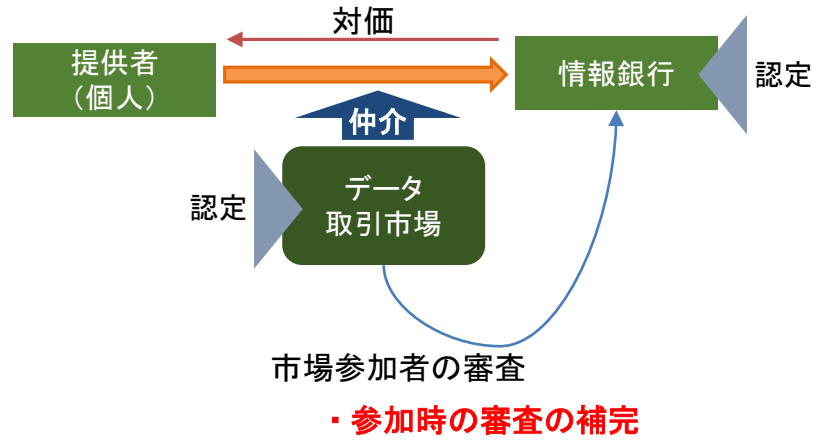 対価
提供者
（個人）
情報銀行
認定
仲介
認定
データ
取引市場
市場参加者の審査
・参加時の審査の補完